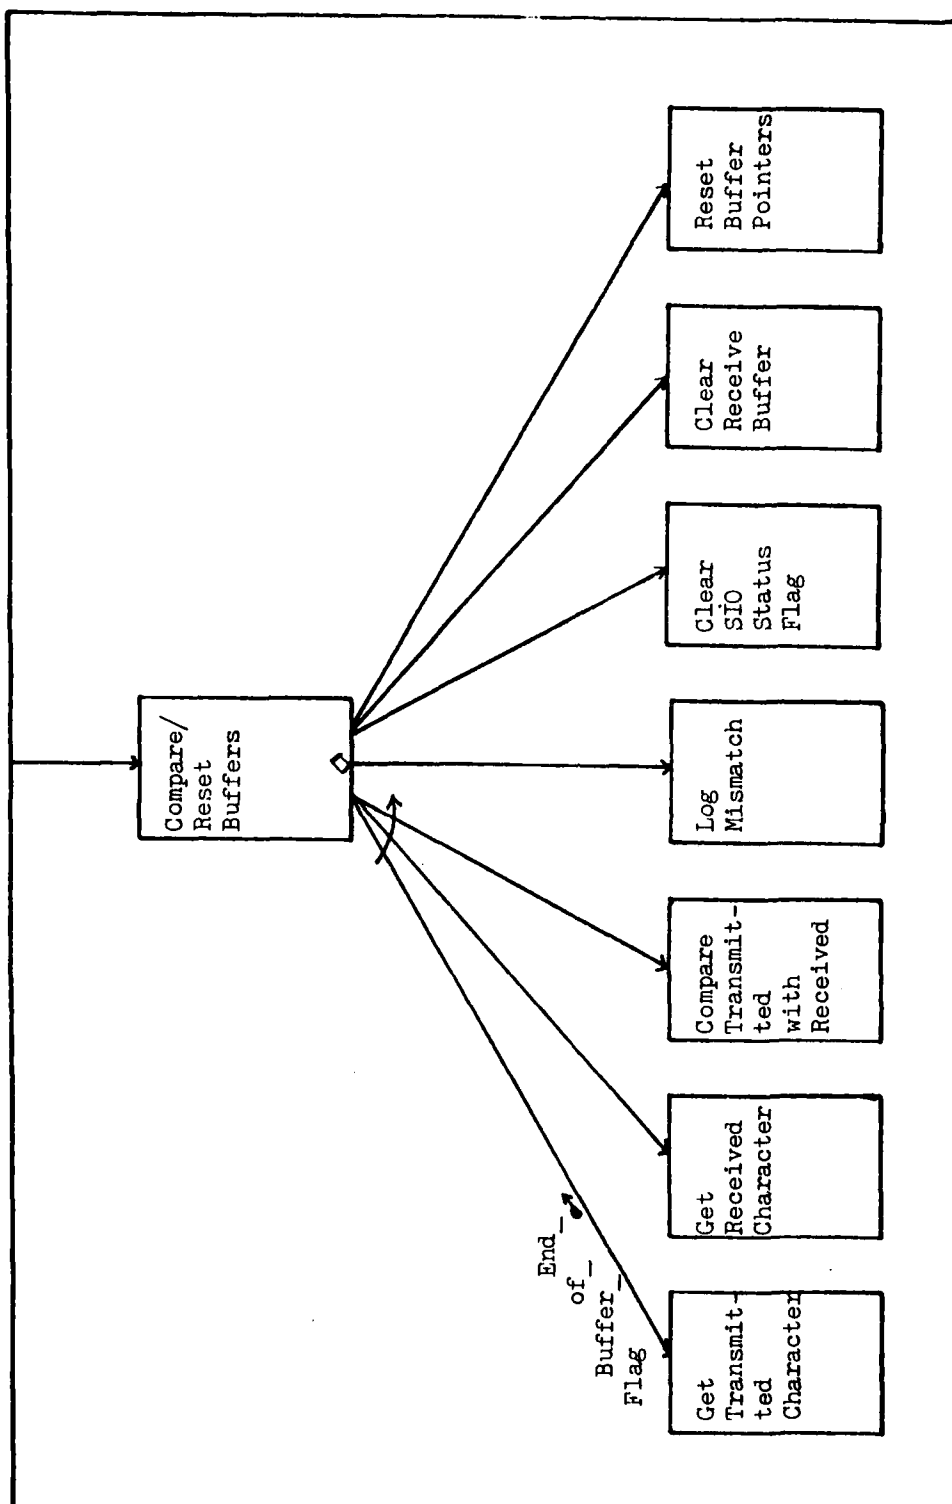 Compare/
Reset
Buffers
End_
of_
Buffer_
Flag
Get
Transmit-
ted
Character
Get
Received
Character
Compare
Transmit-
ted
with
Received
Log
Mismatch
Clear
SIO
Status
Flag
Clear
Receive
Buffer
Reset
Buffer
Pointers